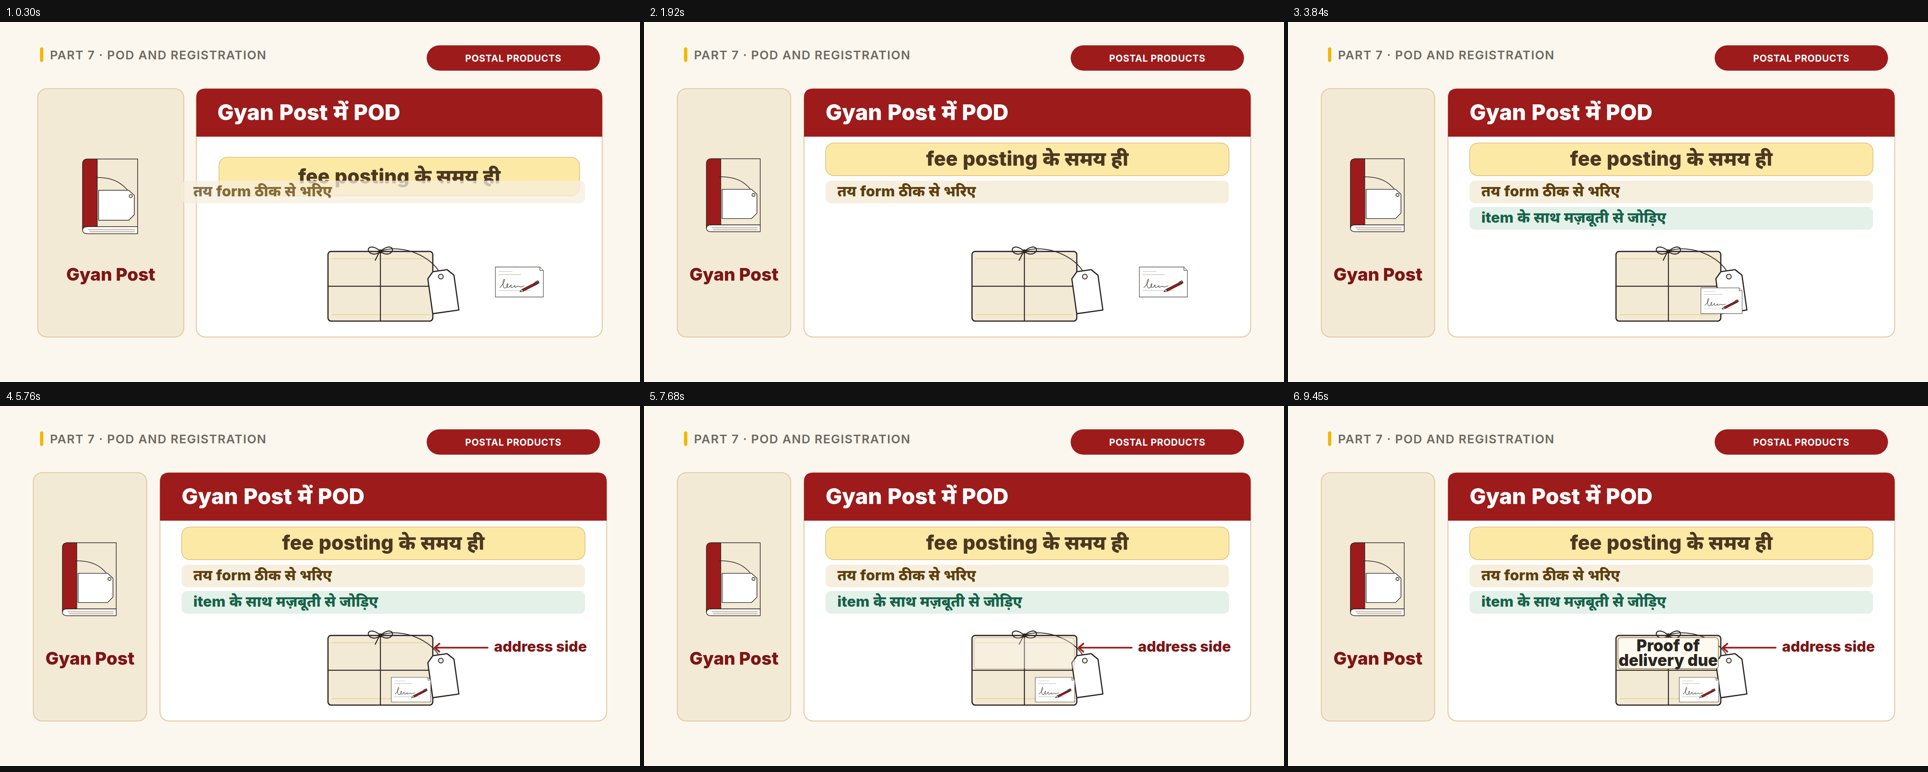 1. 0.30s
PART 7 · POD AND REGISTRATION
POSTAL PRODUCTS
Gyan Post में POD
fee posting के समय ही
तय form ठीक से भरिए
Gyan Post
2. 1.92s
PART 7 · POD AND REGISTRATION
POSTAL PRODUCTS
Gyan Post में POD
fee posting के समय ही
तय form ठीक से भरिए
Gyan Post
3. 3.84s
PART 7 · POD AND REGISTRATION
POSTAL PRODUCTS
Gyan Post में POD
fee posting के समय ही
तय form ठीक से भरिए
item के साथ मज़बूती से जोड़िए
Gyan Post
4. 5.76s
PART 7 · POD AND REGISTRATION
POSTAL PRODUCTS
Gyan Post में POD
fee posting के समय ही
तय form ठीक से भरिए
item के साथ मज़बूती से जोड़िए
address side
Gyan Post
5. 7.68s
PART 7 · POD AND REGISTRATION
POSTAL PRODUCTS
Gyan Post में POD
fee posting के समय ही
तय form ठीक से भरिए
item के साथ मज़बूती से जोड़िए
address side
Gyan Post
6. 9.45s
PART 7 · POD AND REGISTRATION
POSTAL PRODUCTS
Gyan Post में POD
fee posting के समय ही
तय form ठीक से भरिए
item के साथ मज़बूती से जोड़िए
Proof of
delivery due
address side
Gyan Post